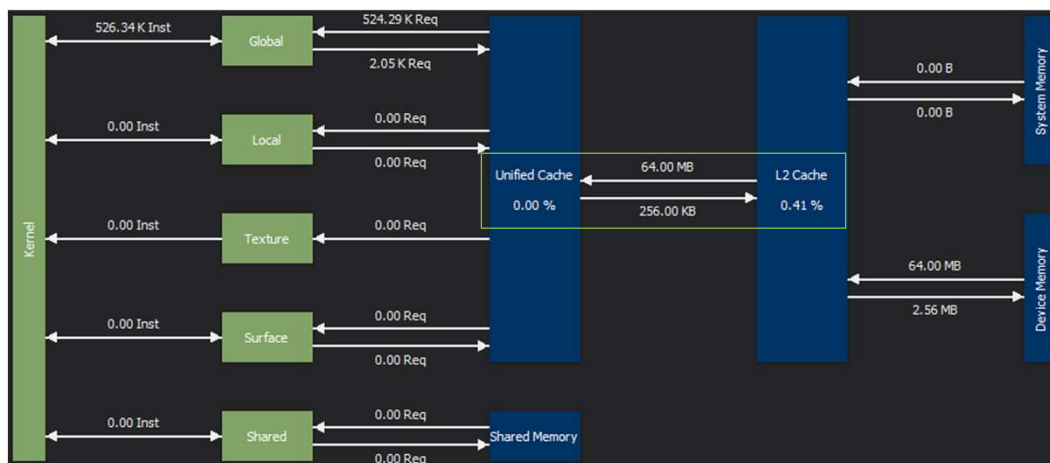 Kernel
526.34 K Inst
Global
524.29 K Req
2.05 K Req
0.00 Inst
Local
0.00 Req
0.00 Req
0.00 Inst
Texture
0.00 Req
0.00 Inst
Surface
0.00 Req
0.00 Req
0.00 Inst
Shared
0.00 Req
0.00 Req
Unified Cache
0.00 %
Shared Memory
64.00 MB
256.00 KB
L2 Cache
0.41 %
0.00 B
0.00 B
System Memory
64.00 MB
2.56 MB
Device Memory